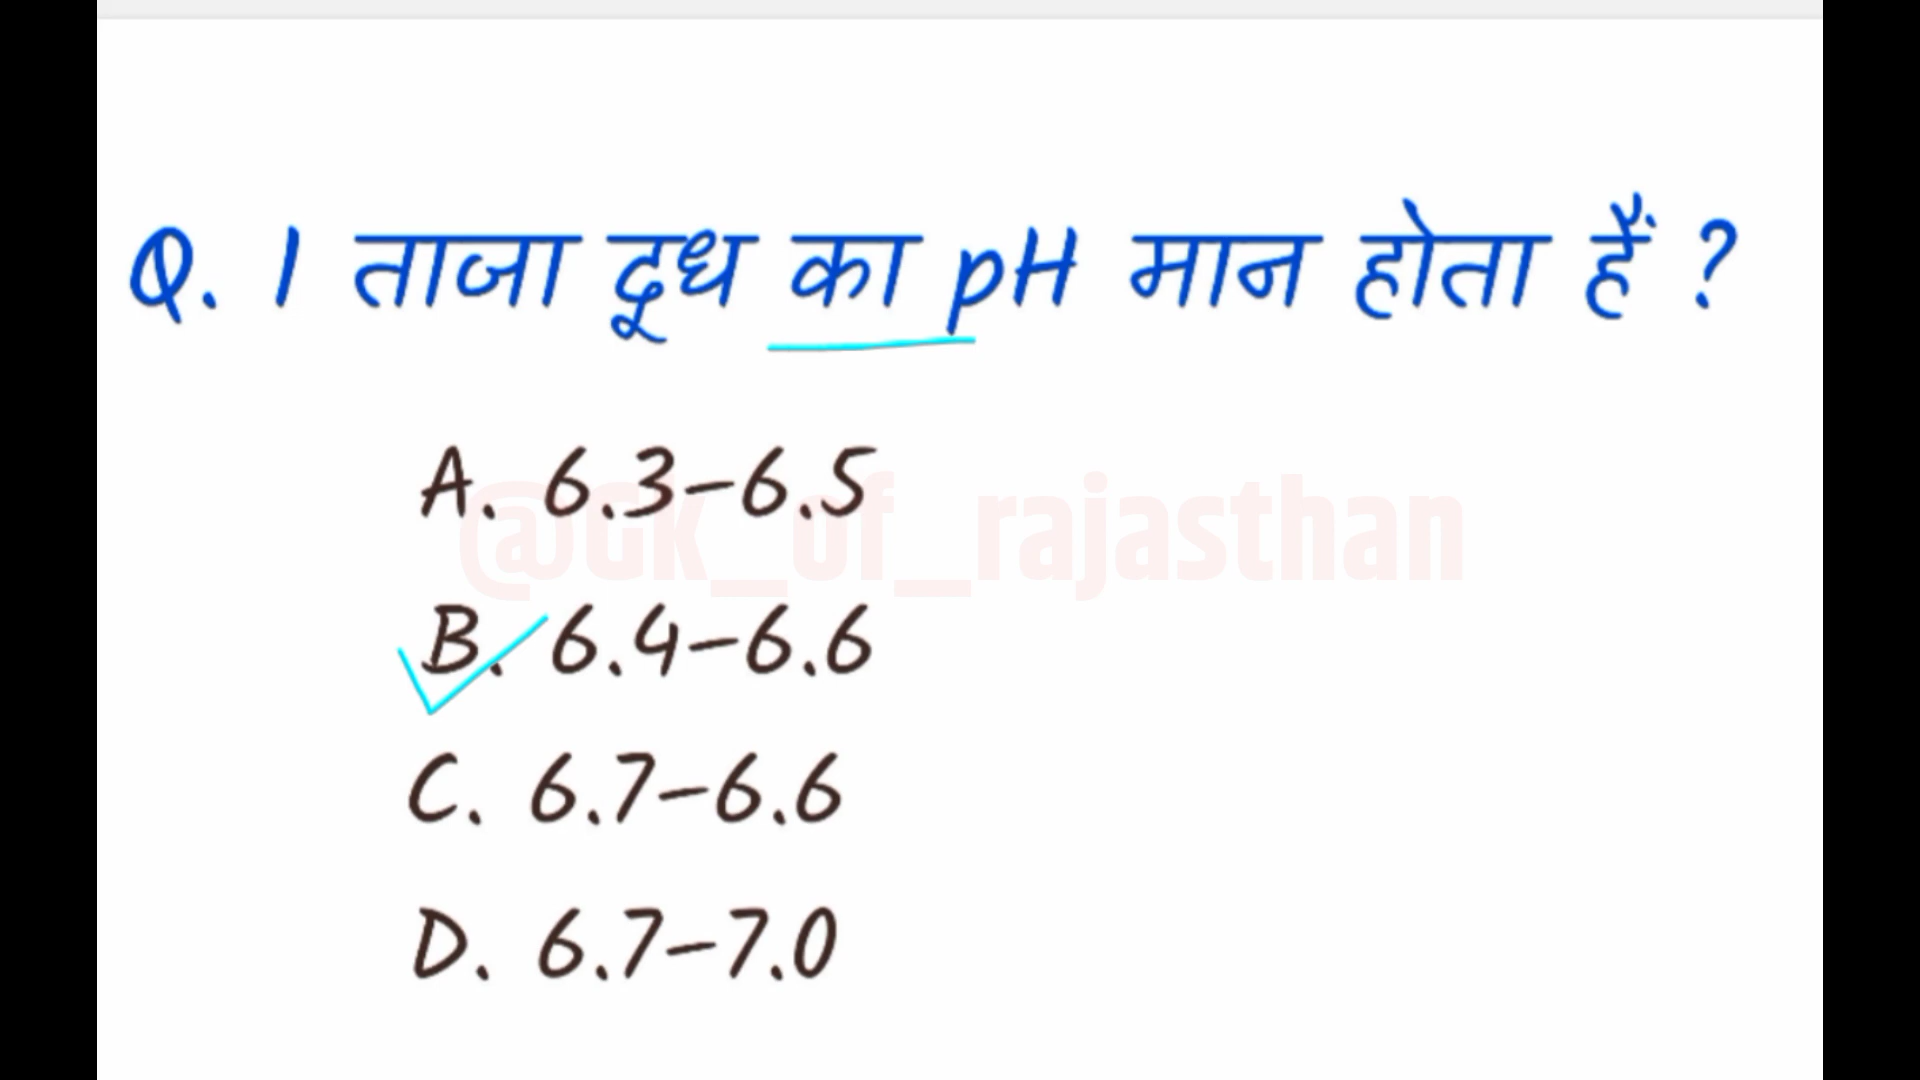 Q. 1 ताजा दूध का pH मान होता हैं ?
A. 6.3-6.5
@Gk_of_rajasthan
B. 6.4-6.6
C. 6.7-6.6
D. 6.7-7.0